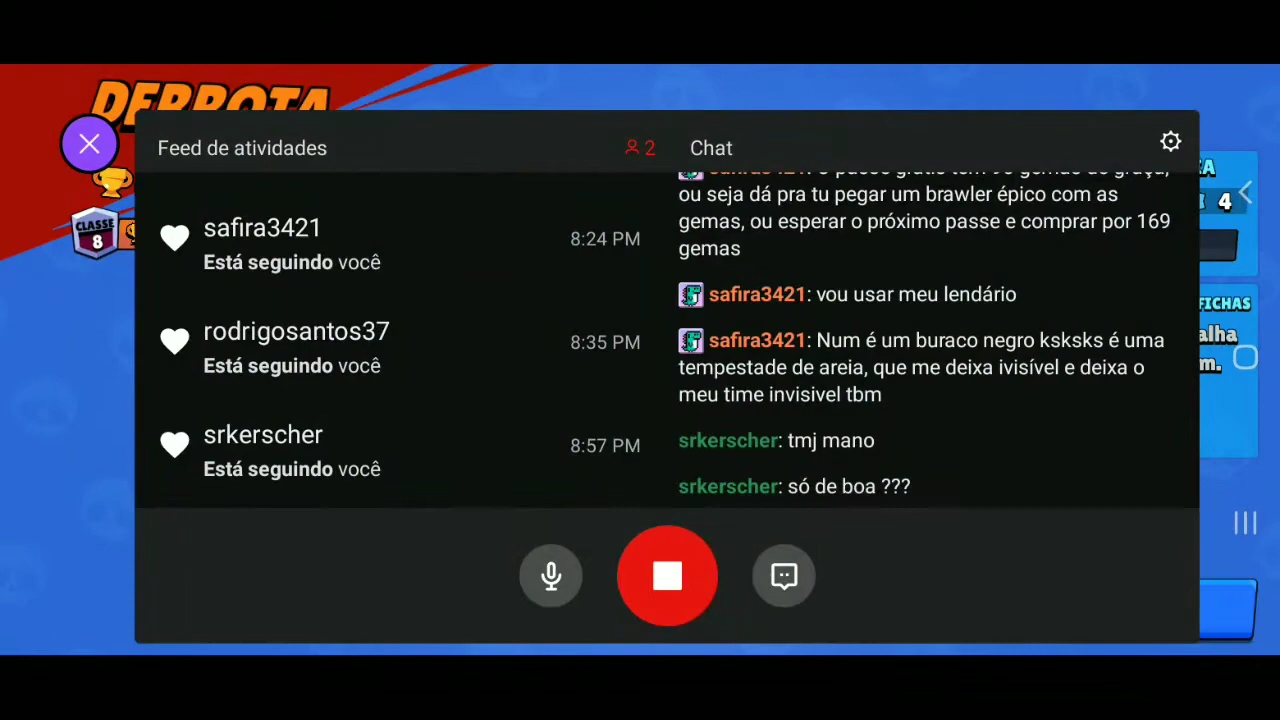 DERROTA
CLASSE
8
Feed de atividades
2
safira3421
8:24 PM
Está seguindo você
rodrigosantos37
8:35 PM
Está seguindo você
srkerscher
8:57 PM
Está seguindo você
Chat
ou seja dá pra tu pegar um brawler épico com as
gemas, ou esperar o próximo passe e comprar por 169
gemas
safira3421: vou usar meu lendário
safira3421: Num é um buraco negro ksksks é uma
tempestade de areia, que me deixa ivisível e deixa o
meu time invisivel tbm
srkerscher: tmj mano
srkerscher: só de boa ???
4
FICHAS